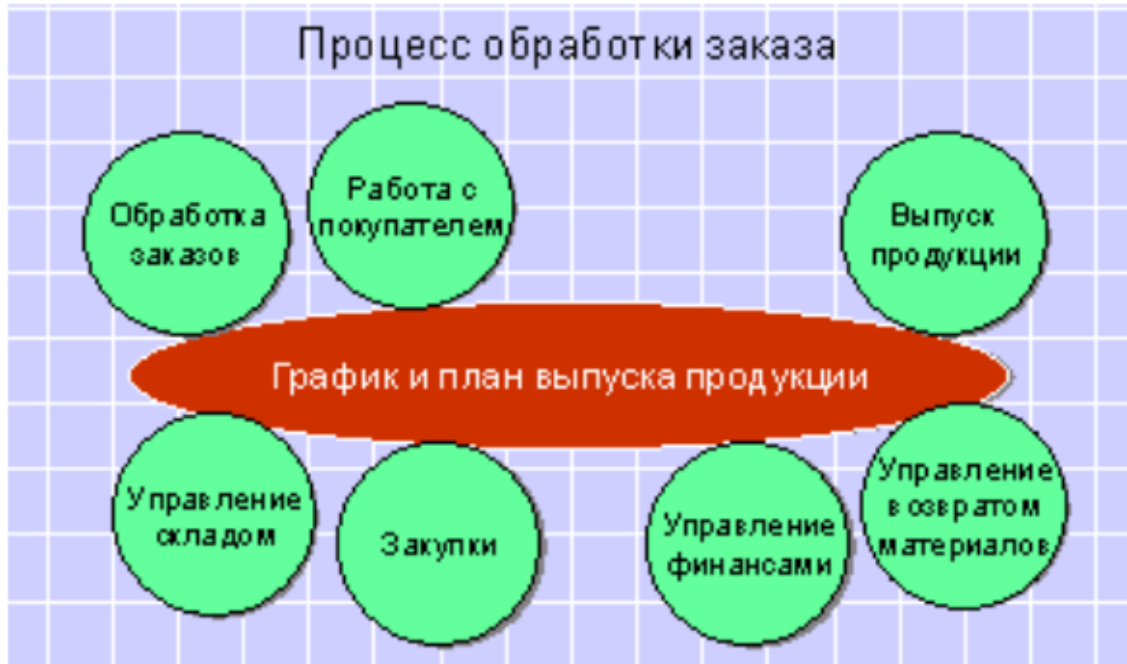 Процесс обработки заказа
Обработка
заказов
Работа с
покупателем
Выпуск
продукции
График и план выпуска продукции
Управление
складом
Закупки
Управление
финансами
Управление
возвратом
материалов